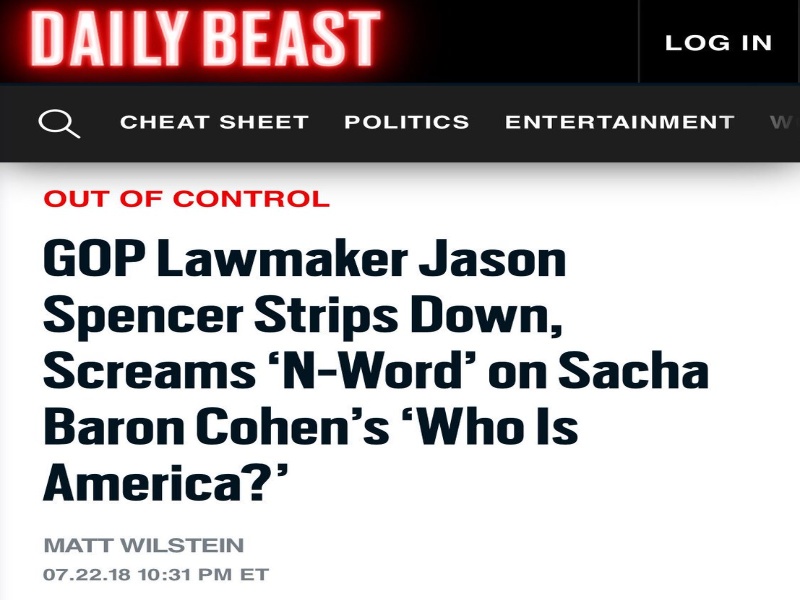 DAILY BEAST
LOG IN
CHEAT SHEET POLITICS ENTERTAINMENT W
OUT OF CONTROL
GOP Lawmaker Jason
Spencer Strips Down,
Screams ‘N-Word’ on Sacha
Baron Cohen’s ‘Who Is
America?’
MATT WILSTEIN
07.22.18 10:31 PM ET